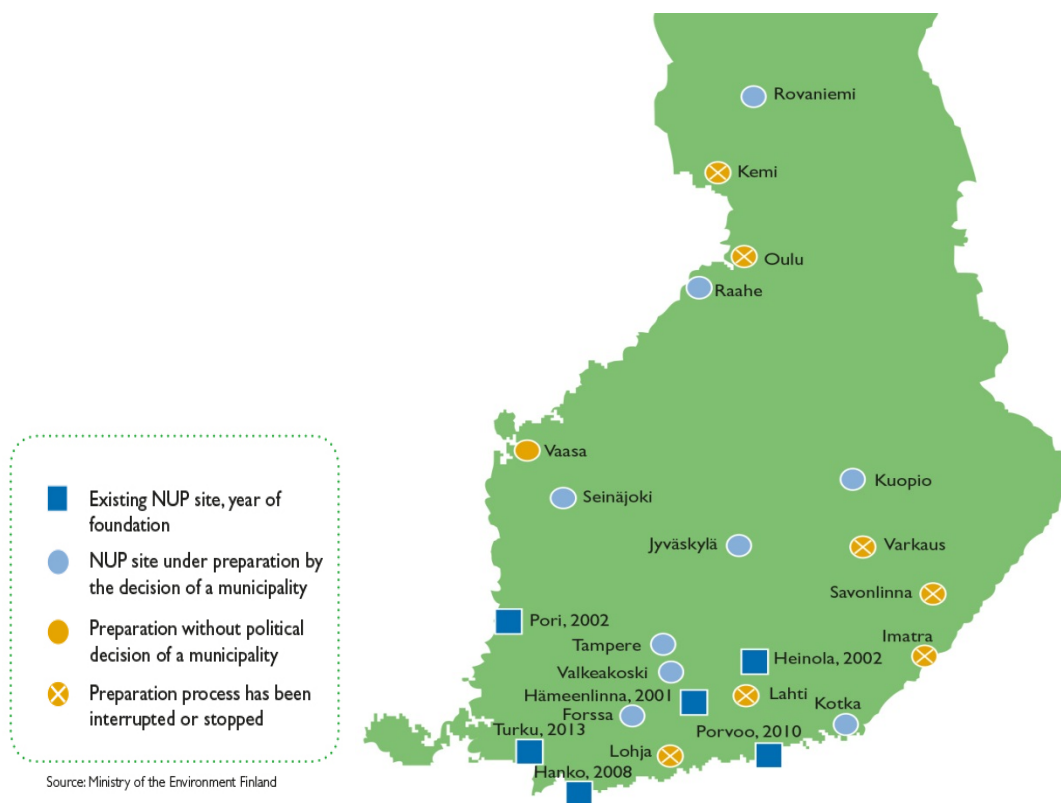 Rovaniemi
Kemi
Oulu
Raahe
Vaasa
Seinäjoki
Kuopio
Jyväskylä
Varkaus
Savonlinna
Pori, 2002
Tampere
Imatra
Heinola, 2002
Valkeakoski
Hämeenlinna, 2001
Lahti
Forssa
Kotka
Turku, 2013
Porvoo, 2010
Lohja
Hanko, 2008
Existing NUP site, year of
foundation
NUP site under preparation by
the decision of a municipality
Preparation without political
decision of a municipality
Preparation process has been
interrupted or stopped
Source: Ministry of the Environment Finland